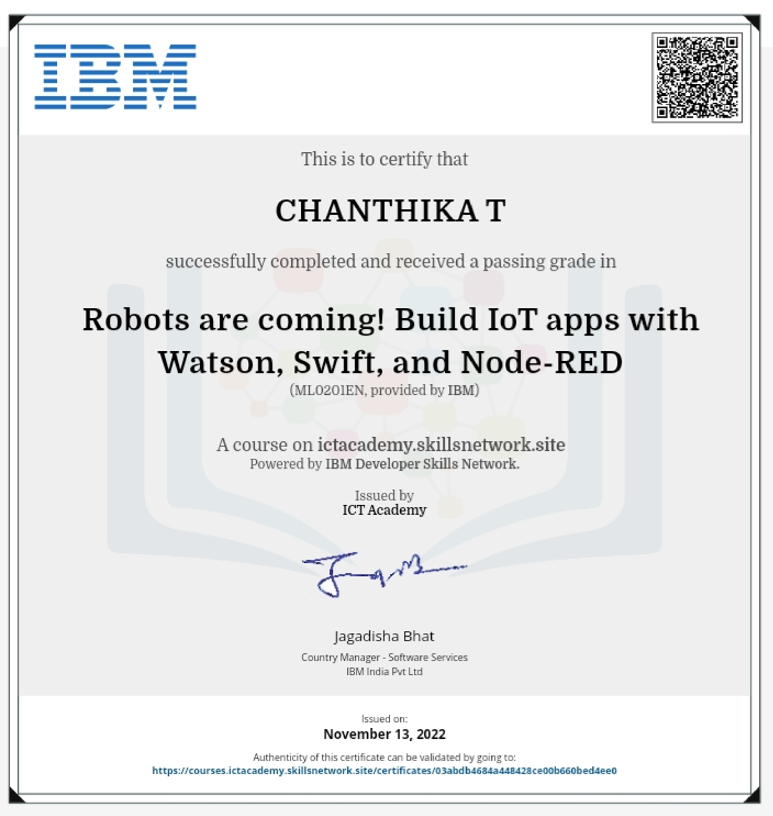 IBM
This is to certify that
CHANTHIKA T
successfully completed and received a passing grade in
Robots are coming! Build IoT apps with
Watson, Swift, and Node-RED
(ML0201EN, provided by IBM)
A course on ictacademy.skillsnetwork.site
Powered by IBM Developer Skills Network.
Issued by
ICT Academy
Jagadisha Bhat
Country Manager - Software Services
IBM India Pvt Ltd
Issued on:
November 13, 2022
Authenticity of this certificate can be validated by going to:
https://courses.ictacademy.skillsnetwork.site/certificates/03abdb4684a448428ce00b660bed4ee0